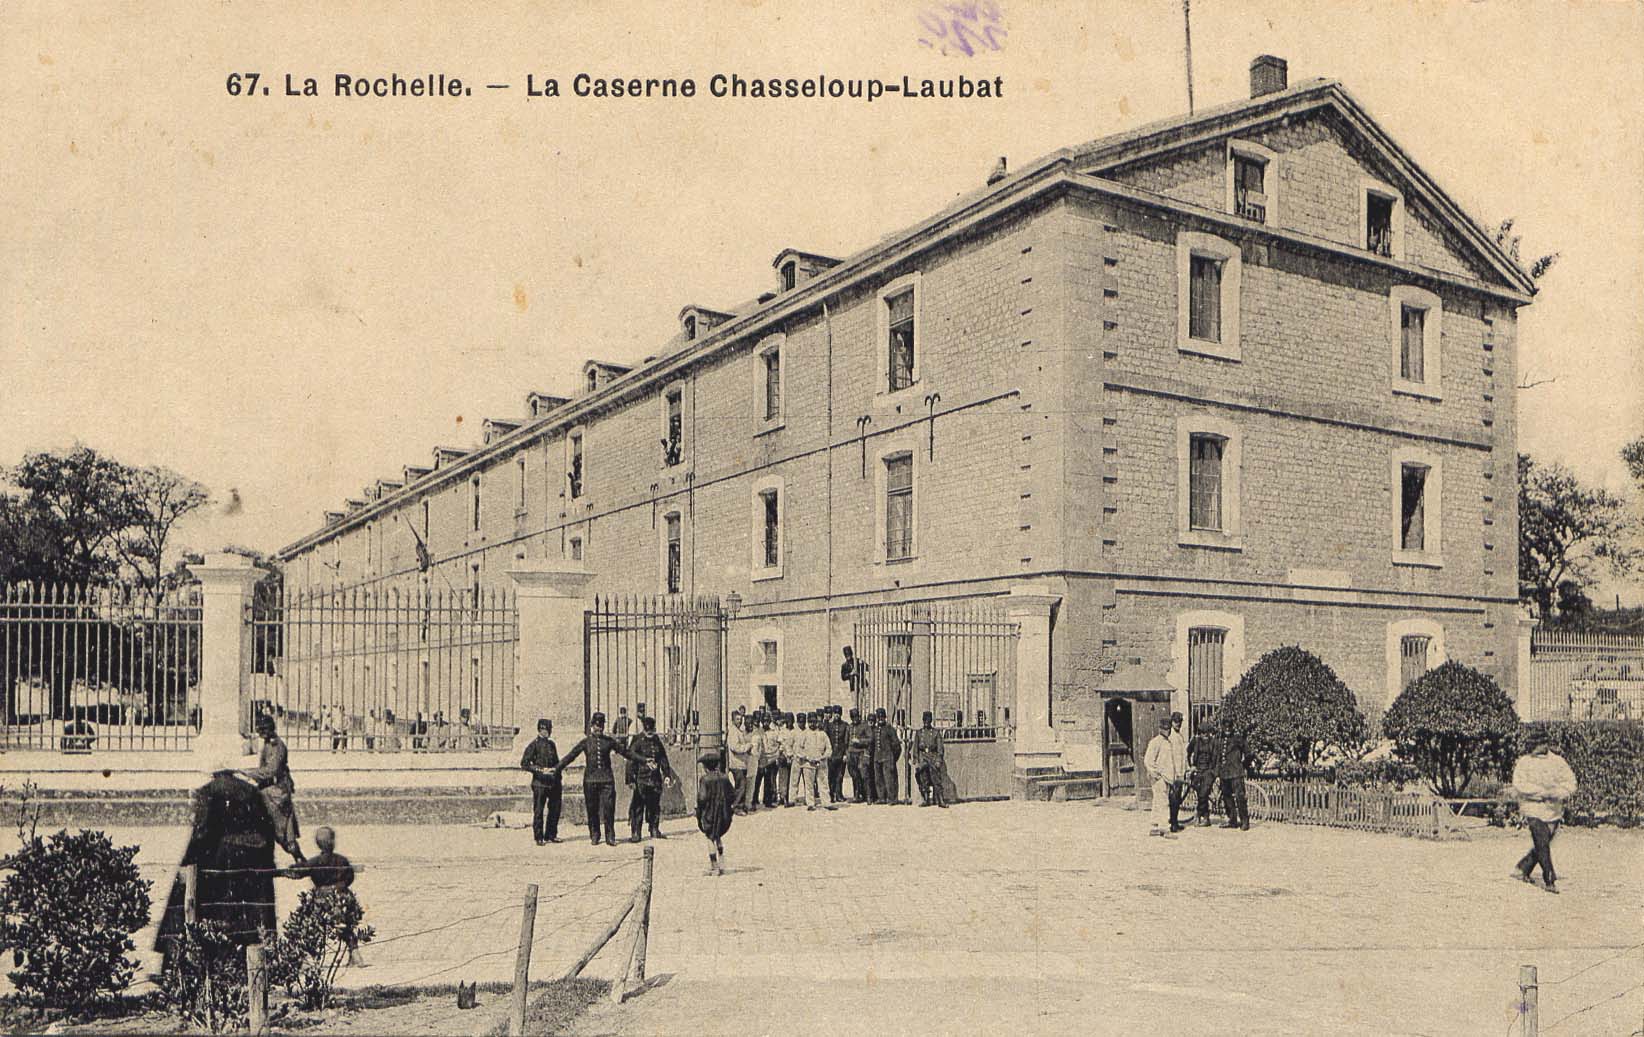 67. La Rochelle. — La Caserne Chasseloup-Laubat